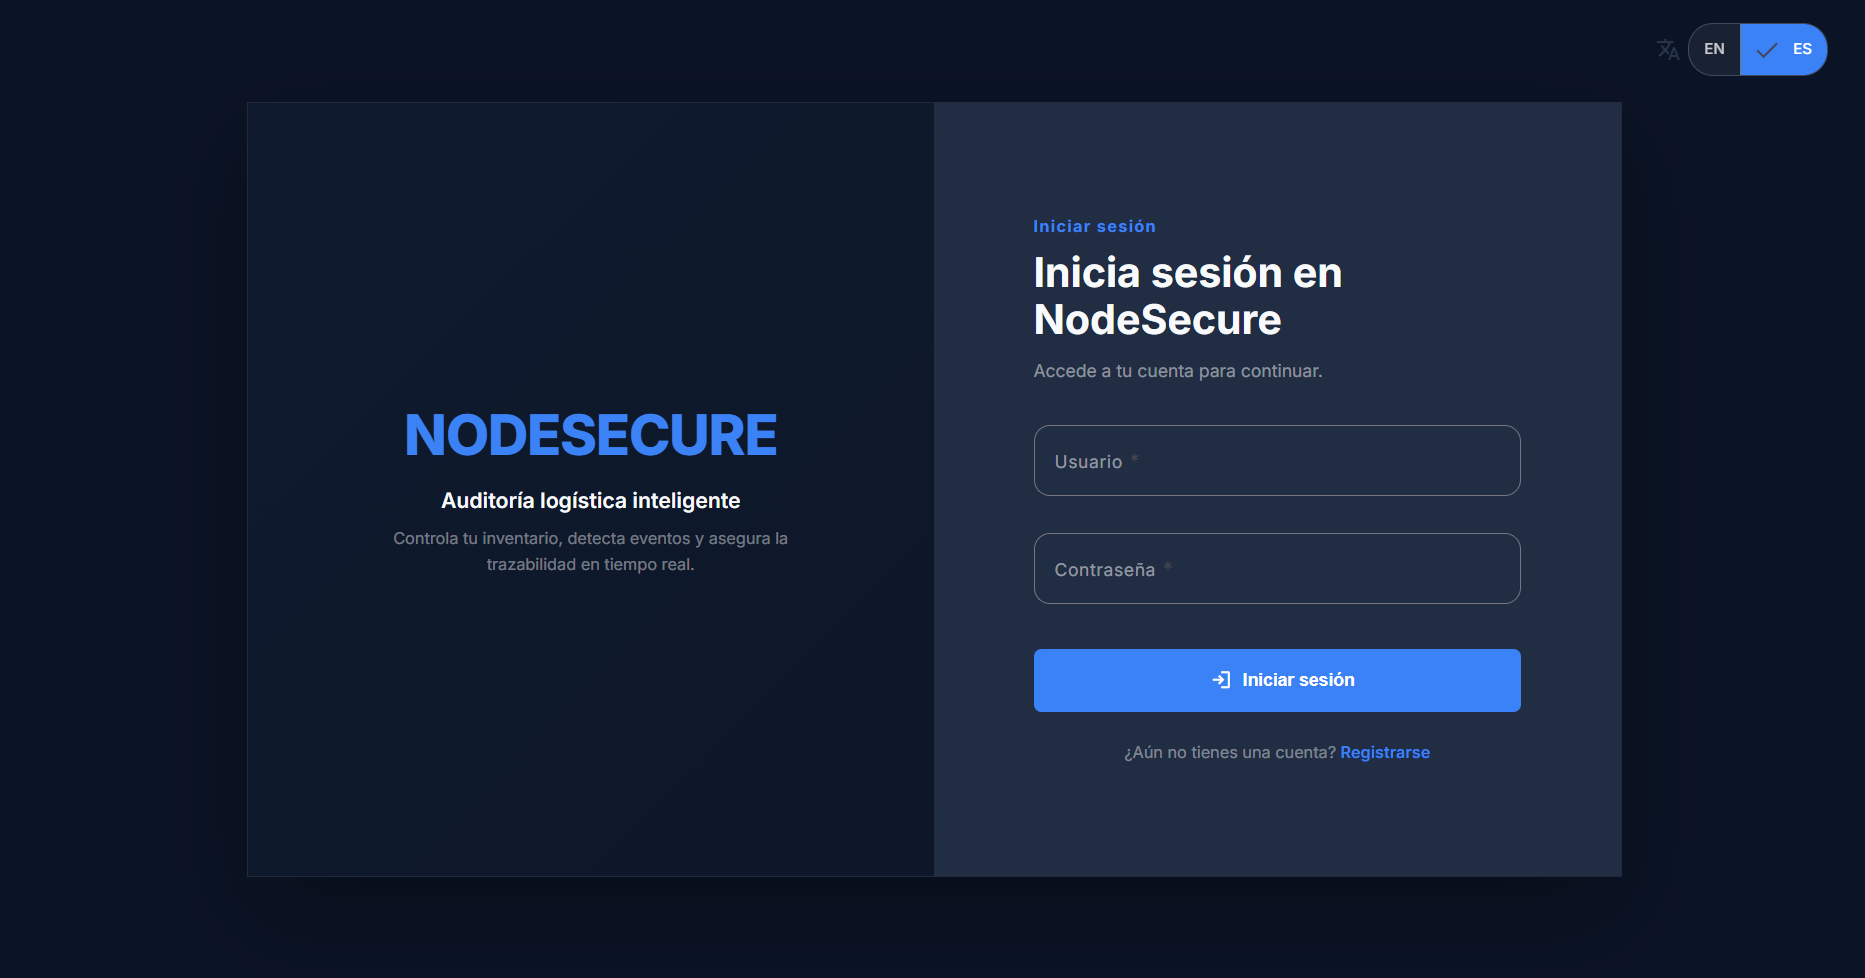 EN
ES
NODESECURE
Auditoría logística inteligente
Controla tu inventario, detecta eventos y asegura la
trazabilidad en tiempo real.
Iniciar sesión
Inicia sesión en
NodeSecure
Accede a tu cuenta para continuar.
Usuario *
Contraseña *
Iniciar sesión
¿Aún no tienes una cuenta? Registrarse